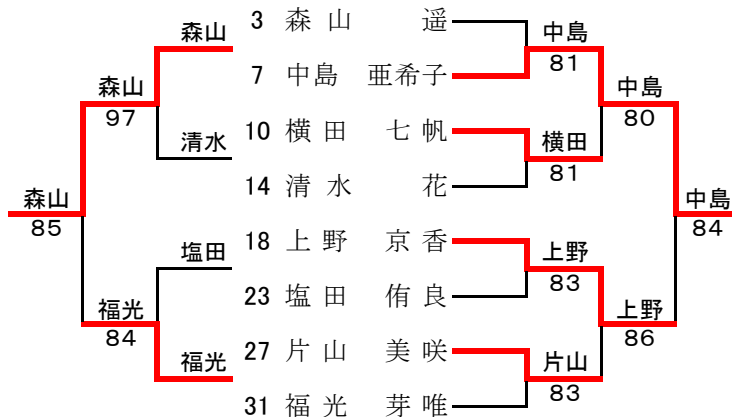 3 森山 遥
7 中島 亜希子
10 横田 七帆
14 清水 花
18 上野 京香
23 塩田 侑良
27 片山 美咲
31 福光 芽唯
森山
清水
塩田
福光
森山
97
福光
84
森山
85
中島
81
横田
81
上野
83
片山
83
中島
80
上野
86
中島
84